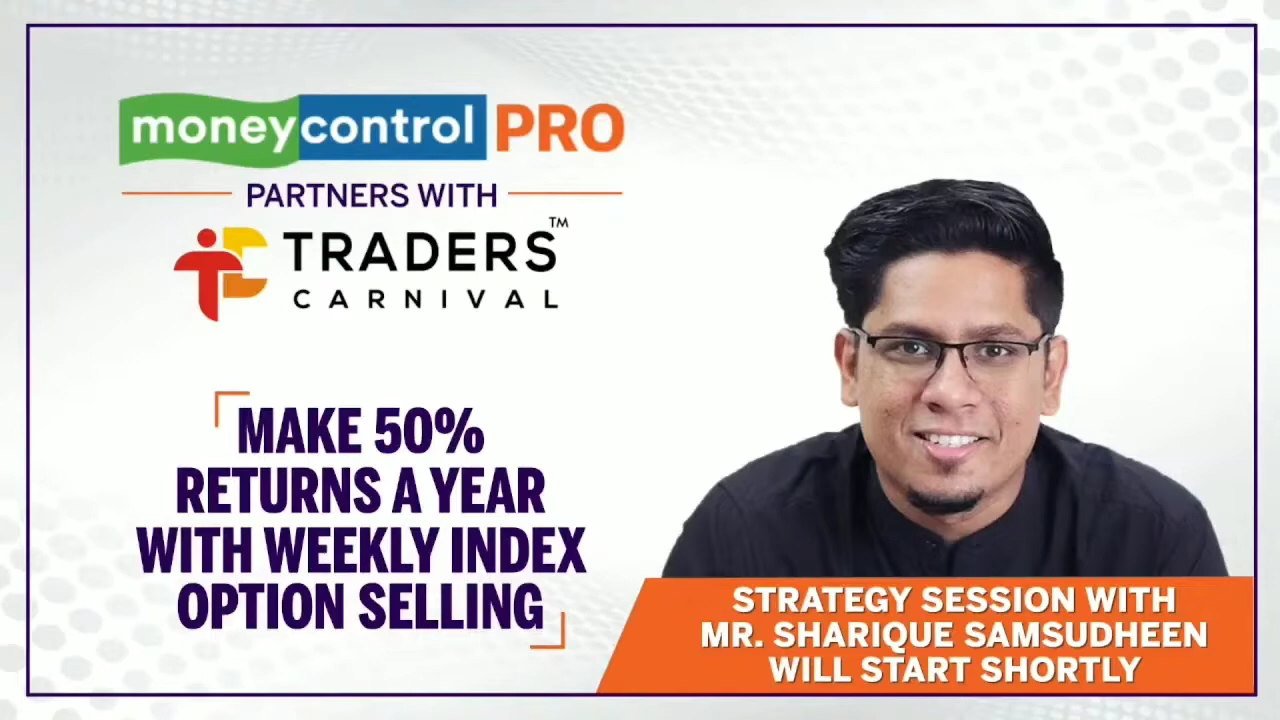 moneycontrol PRO
PARTNERS WITH
TRADERS™
CARNIVAL
MAKE 50%
RETURNS A YEAR
WITH WEEKLY INDEX
OPTION SELLING
STRATEGY SESSION WITH
MR. SHARIQUE SAMSUDHEEN
WILL START SHORTLY